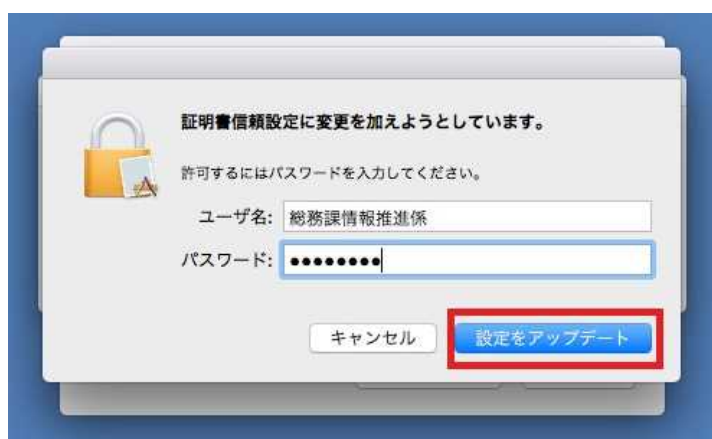 証明書信頼設定に変更を加えようとしています。
許可するにはパスワードを入力してください。
ユーザ名: 総務課情報推進係
パスワード: ●●●●●●●●
キャンセル 設定をアップデート